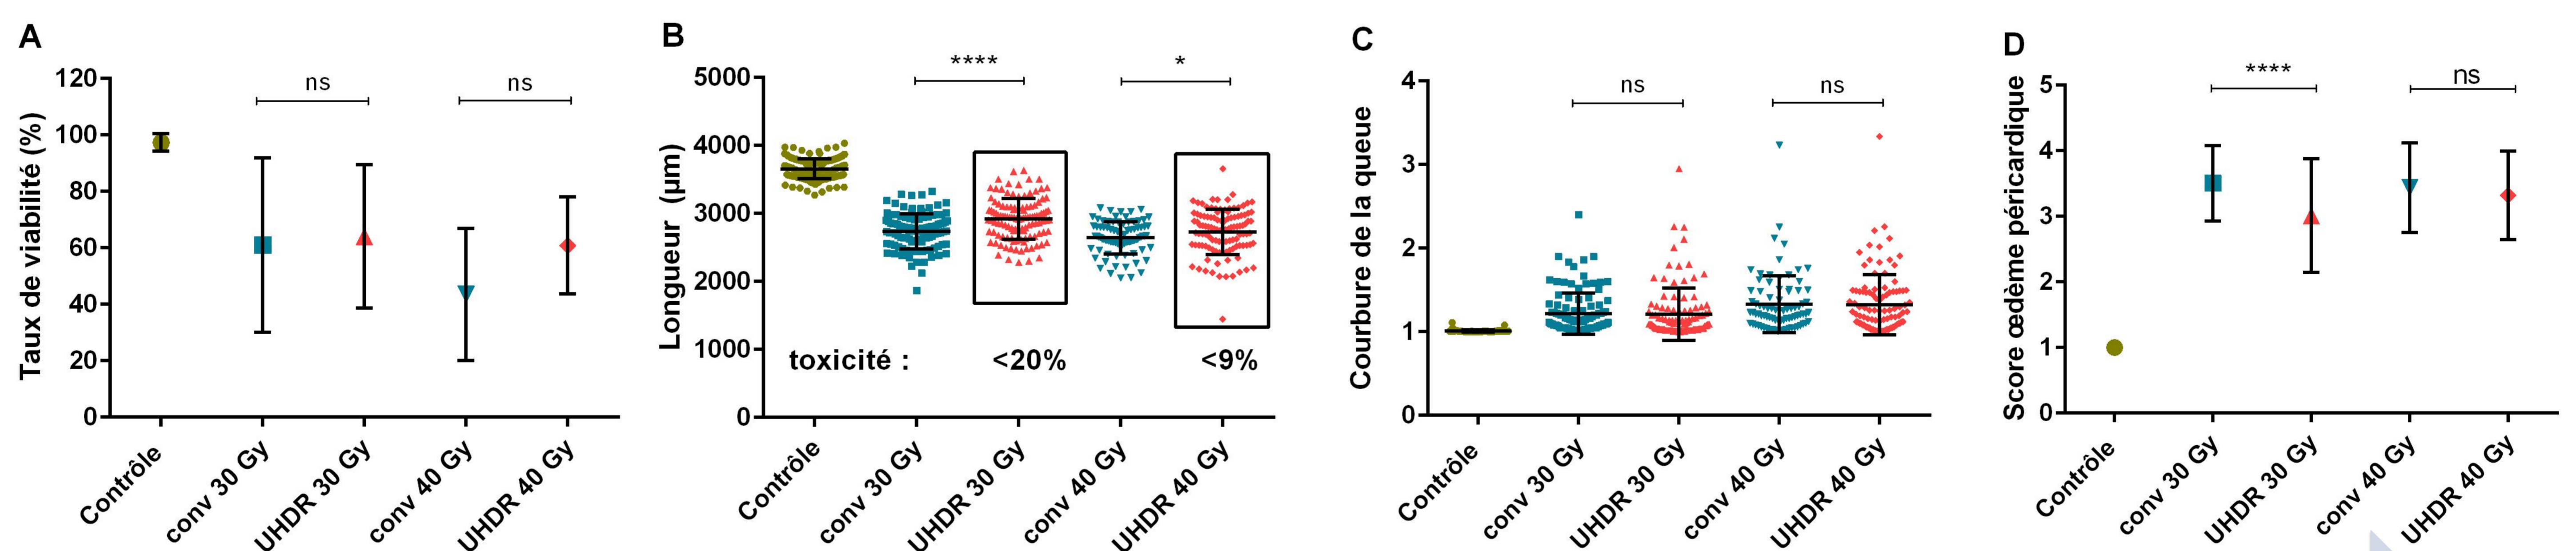 A
Taux de viabilité (%)
120
100
80
60
40
20
0
ns
ns
Contrôle
conv 30 Gy
UHDR 30 Gy
conv 40 Gy
UHDR 40 Gy
B
Longueur (µm)
5000
4000
3000
2000
1000
0
****
*
toxicité : <20% <9%
Contrôle
conv 30 Gy
UHDR 30 Gy
conv 40 Gy
UHDR 40 Gy
C
Courbure de la queue
4
3
2
1
0
ns
ns
Contrôle
conv 30 Gy
UHDR 30 Gy
conv 40 Gy
UHDR 40 Gy
D
Score œdème péricardique
5
4
3
2
1
0
****
ns
Contrôle
conv 30 Gy
UHDR 30 Gy
conv 40 Gy
UHDR 40 Gy